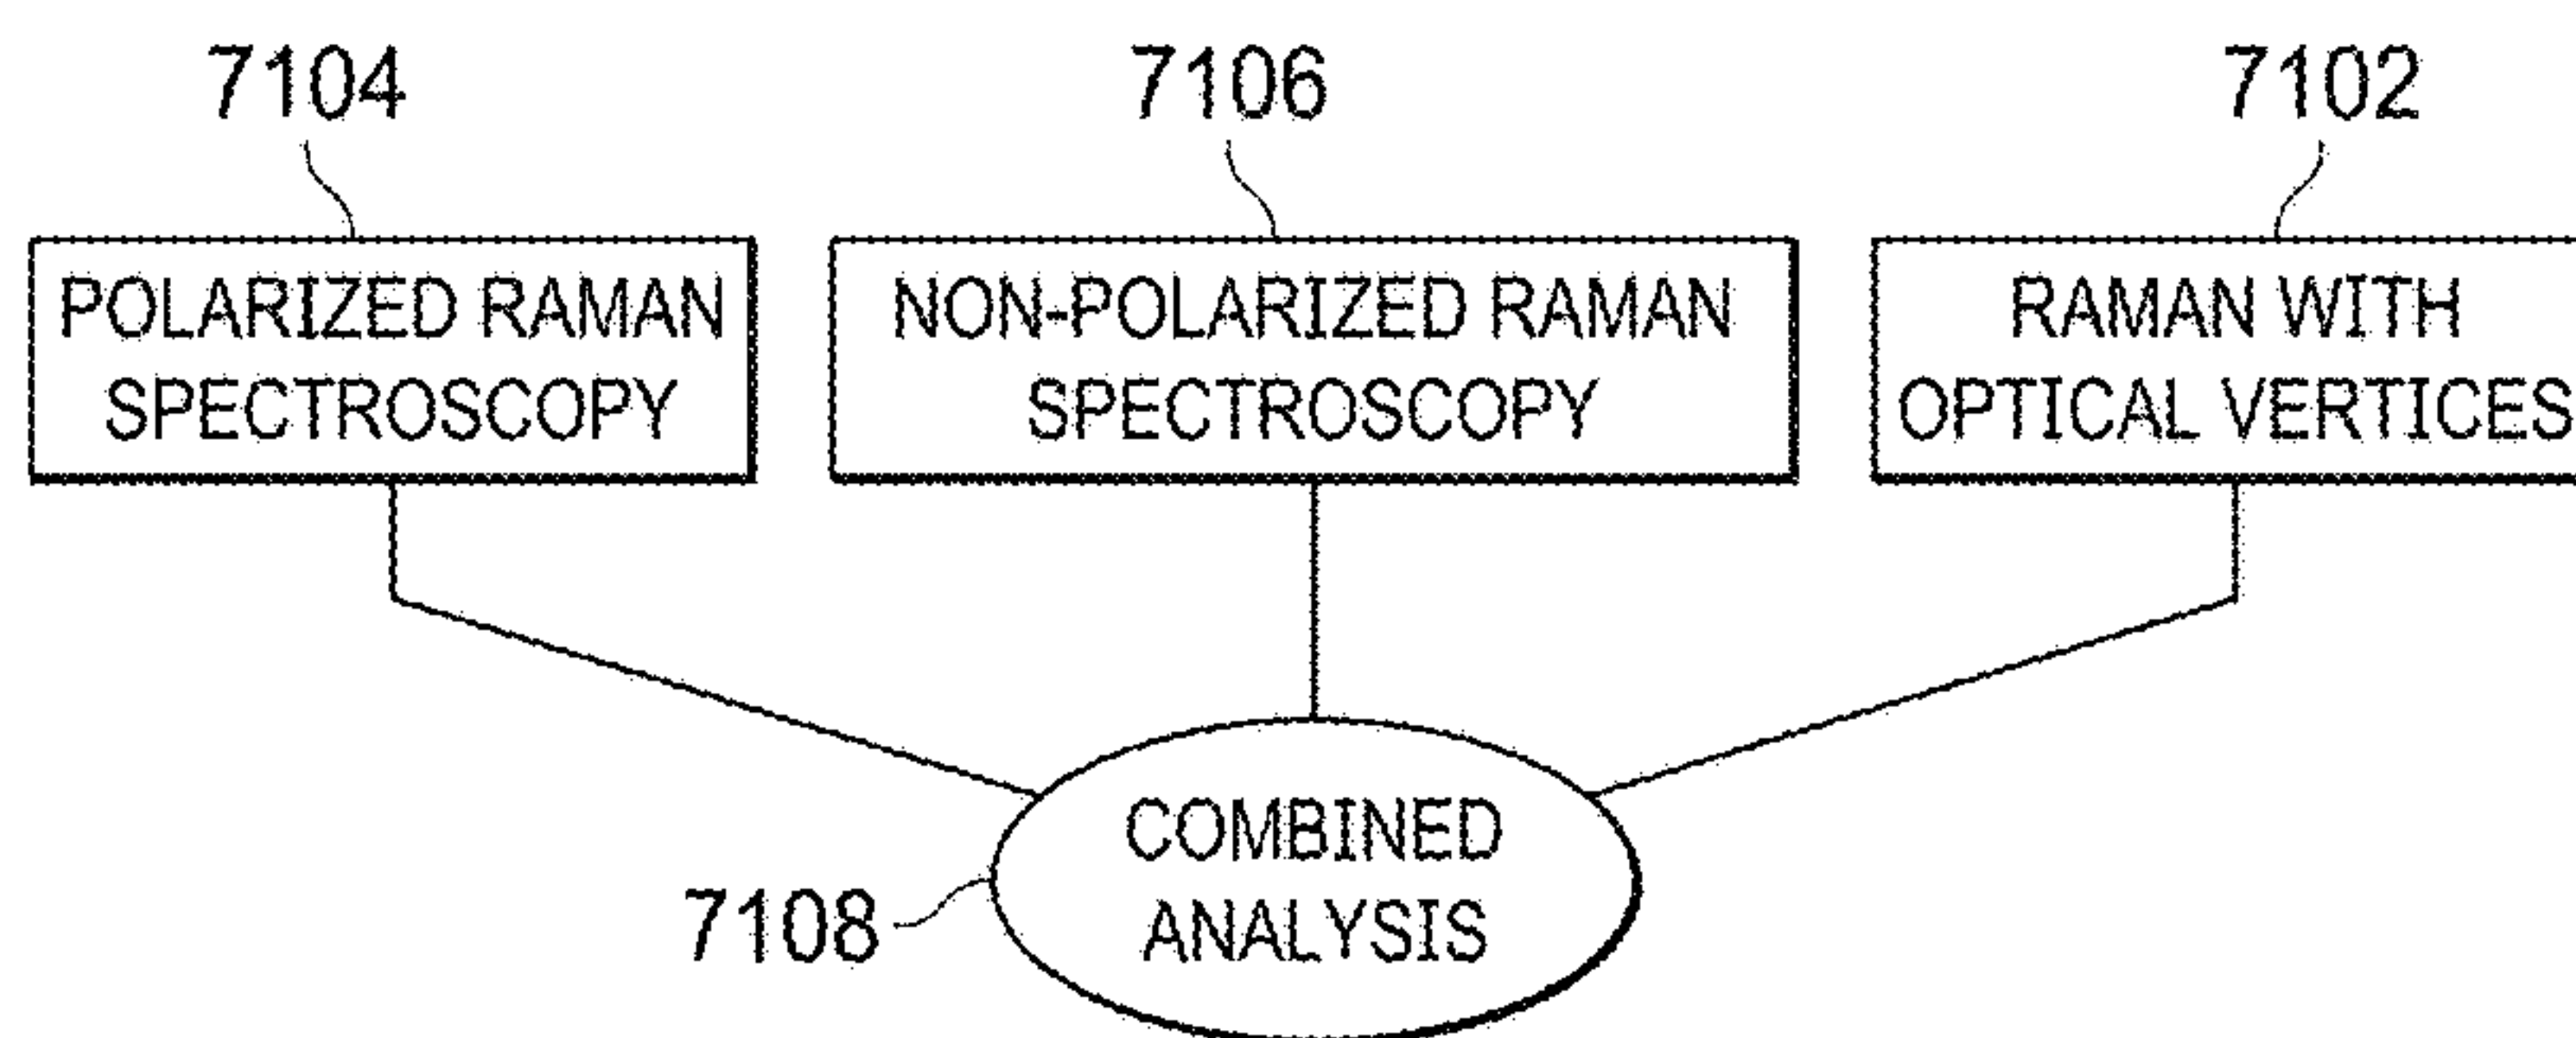 7104
7106
7102
POLARIZED RAMAN
SPECTROSCOPY
NON-POLARIZED RAMAN
SPECTROSCOPY
RAMAN WITH
OPTICAL VERTICES
COMBINED
ANALYSIS
7108